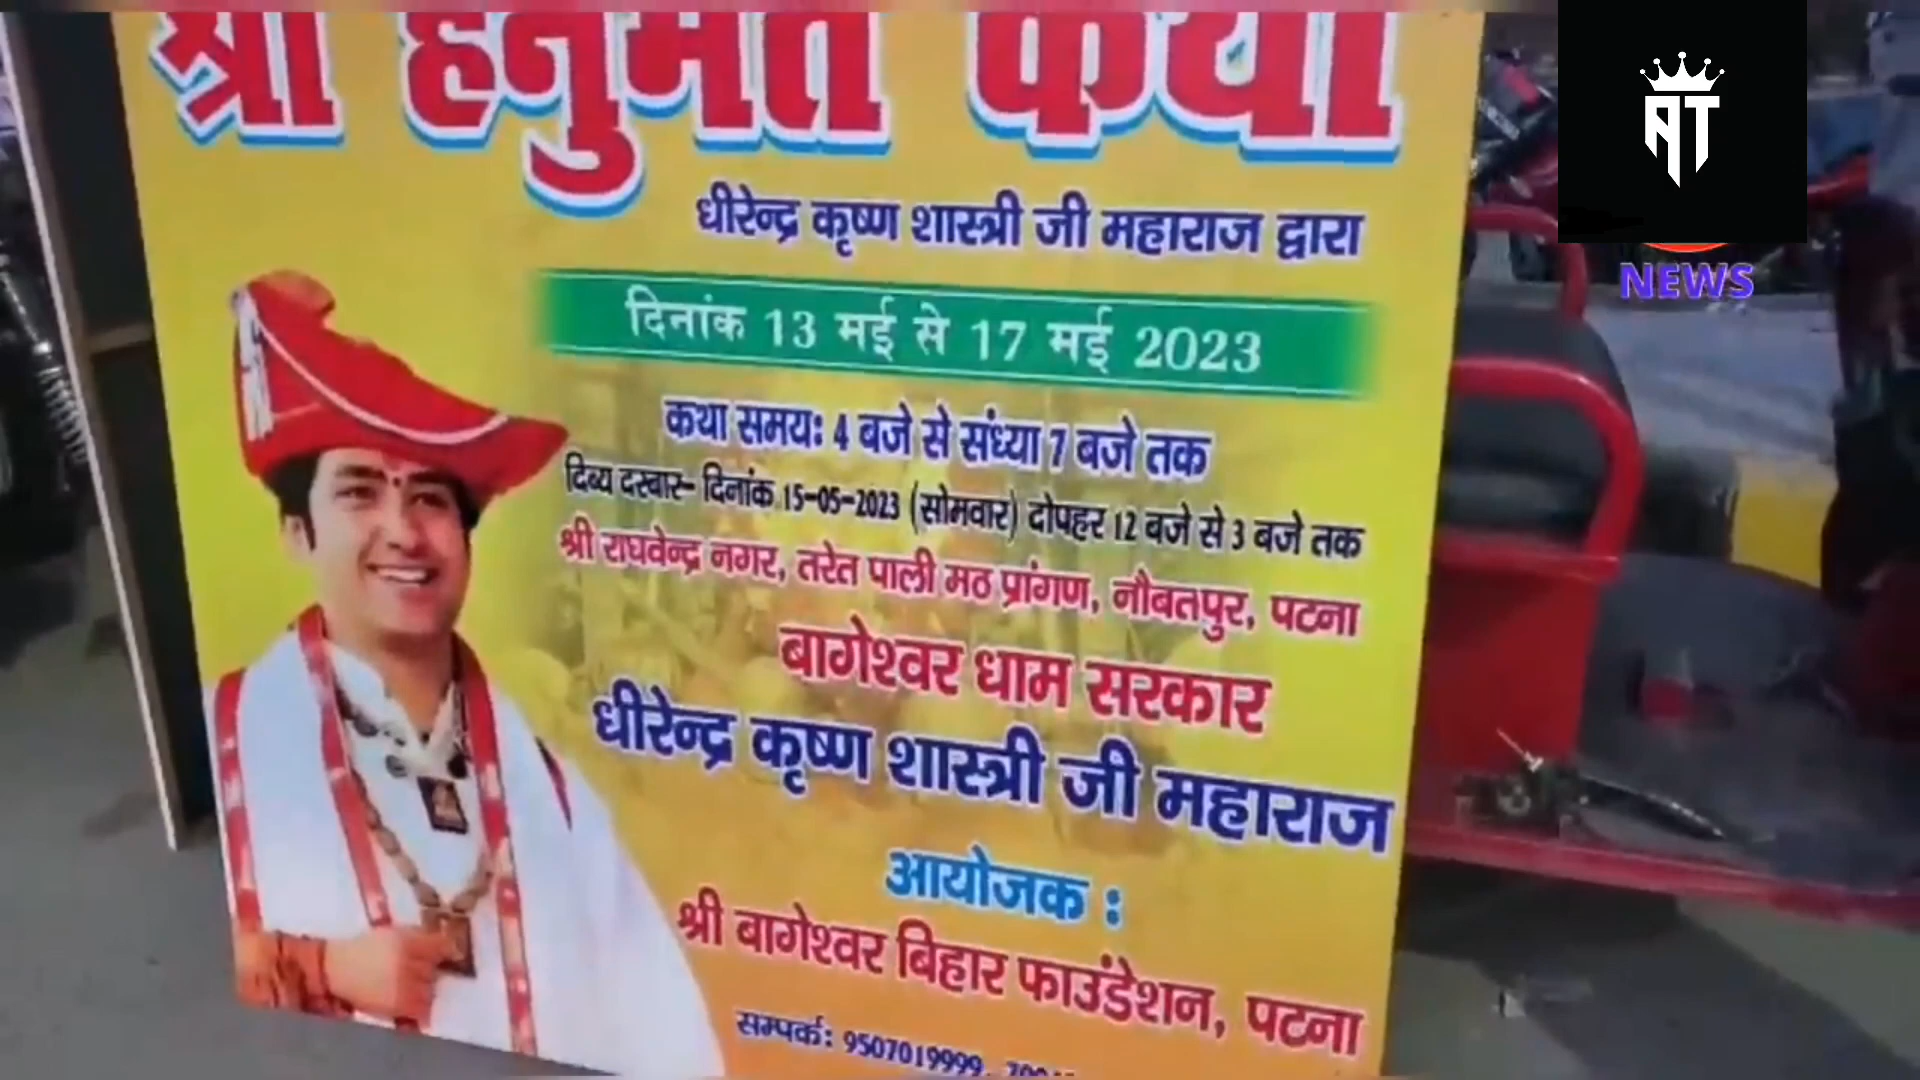 श्री हनुमत कथा
धीरेन्द्र कृष्ण शास्त्री जी महाराज द्वारा
दिनांक 13 मई से 17 मई 2023
कथा समय: 4 बजे से संध्या 7 बजे तक
दिब्य दरबार- दिनांक 15-05-2023 (सोमवार) दोपहर 12 बजे से 3 बजे तक
श्री राघवेन्द्र नगर, तरेत पाली मठ प्रांगण, नौबतपुर, पटना
बागेश्वर धाम सरकार
धीरेन्द्र कृष्ण शास्त्री जी महाराज
आयोजक :
श्री बागेश्वर बिहार फाउंडेशन, पटना
सम्पर्क: 9507019999,
AT
NEWS